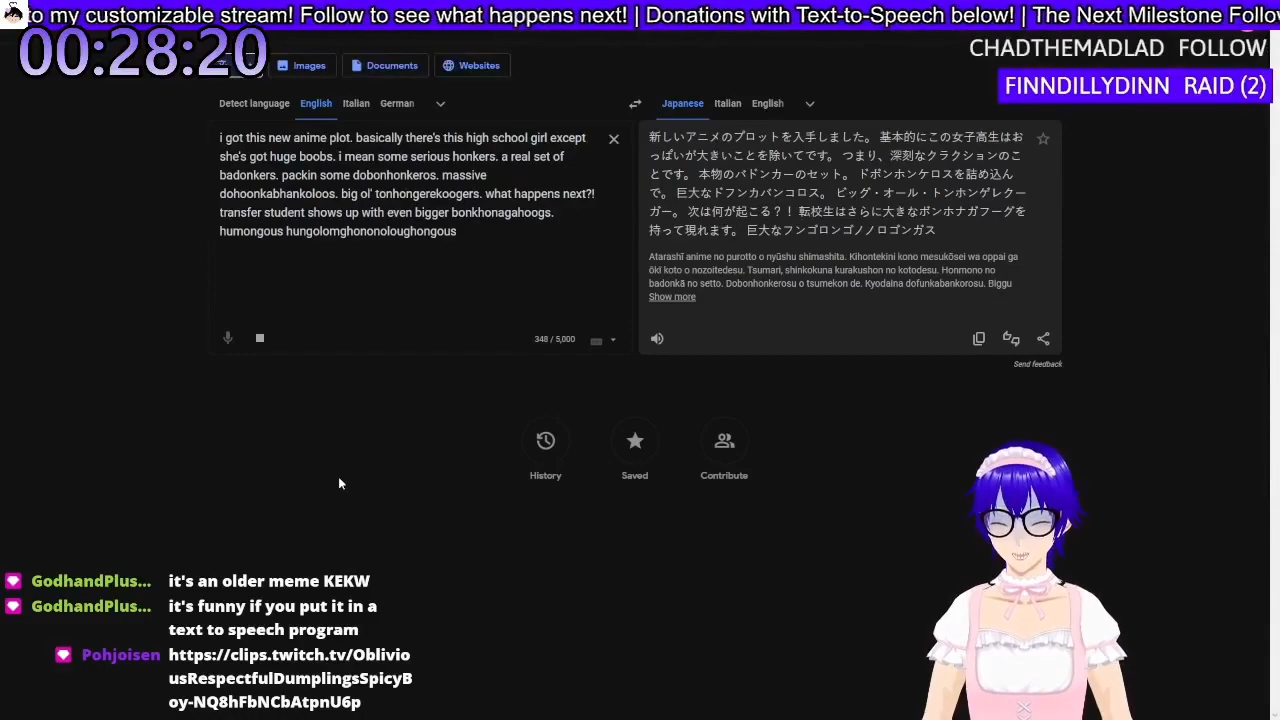 to my customizable stream! Follow to see what happens next! | Donations with Text-to-Speech below! | The Next Milestone Follo
00:28:20
CHADTHEMADLAD FOLLOW
FINNDILLYDINN RAID (2)
Images
Documents
Websites
Detect language English Italian German
Japanese Italian English
i got this new anime plot. basically there's this high school girl except
she's got huge boobs. i mean some serious honkers. a real set of
badonkers. packin some dobonhonkeros. massive
dohoonkabhankoloos. big ol' tonhongerekoogers. what happens next?!
transfer student shows up with even bigger bonkhonagahoogs.
humongous hungolomghononoloughongous
348 / 5,000
新しいアニメのプロットを入手しました。 基本的にこの女子高生はお
っぱいが大きいことを除いてです。 つまり、深刻なクラクションのこ
とです。 本物のバドンカーのセット。 ドボンホンケロスを詰め込ん
で。 巨大なドフンカバンコロス。 ビッグ・オール・トンホンゲレクー
ガー。 次は何が起こる？！ 転校生はさらに大きなボンホナガフーグを
持って現れます。 巨大なフンゴロンゴノノロゴンガス
Atarashī anime no purotto o nyūshu shimashita. Kihontekini kono mesukōsei wa oppai ga
ōkī koto o nozoitedesu. Tsumari, shinkokuna kurakushon no kotodesu. Honmono no
badonkā no setto. Dobonhonkerosu o tsumekon de. Kyodaina dofunkabankorosu. Biggu
Show more
Send feedback
History
Saved
Contribute
GodhandPlus... it's an older meme KEKW
GodhandPlus... it's funny if you put it in a
text to speech program
Pohjoisen https://clips.twitch.tv/Oblivio
usRespectfulDumplingsSpicyB
oy-NQ8hFbNCbAtpnU6p